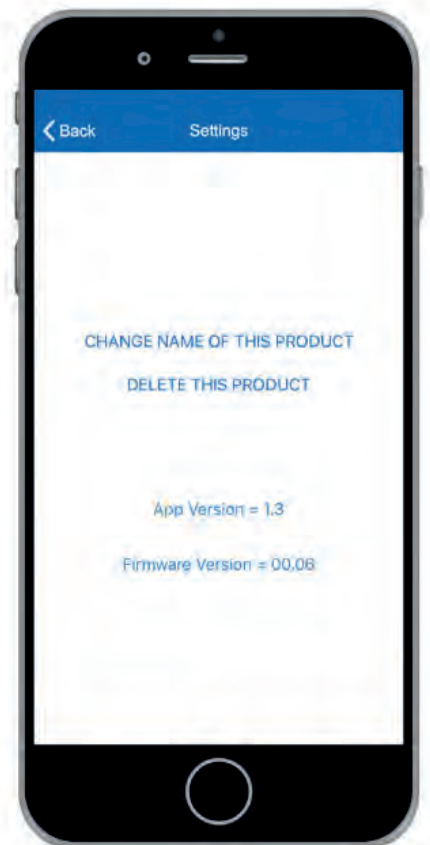 Back
Settings
CHANGE NAME OF THIS PRODUCT
DELETE THIS PRODUCT
App Version = 1.3
Firmware Version = 00.06